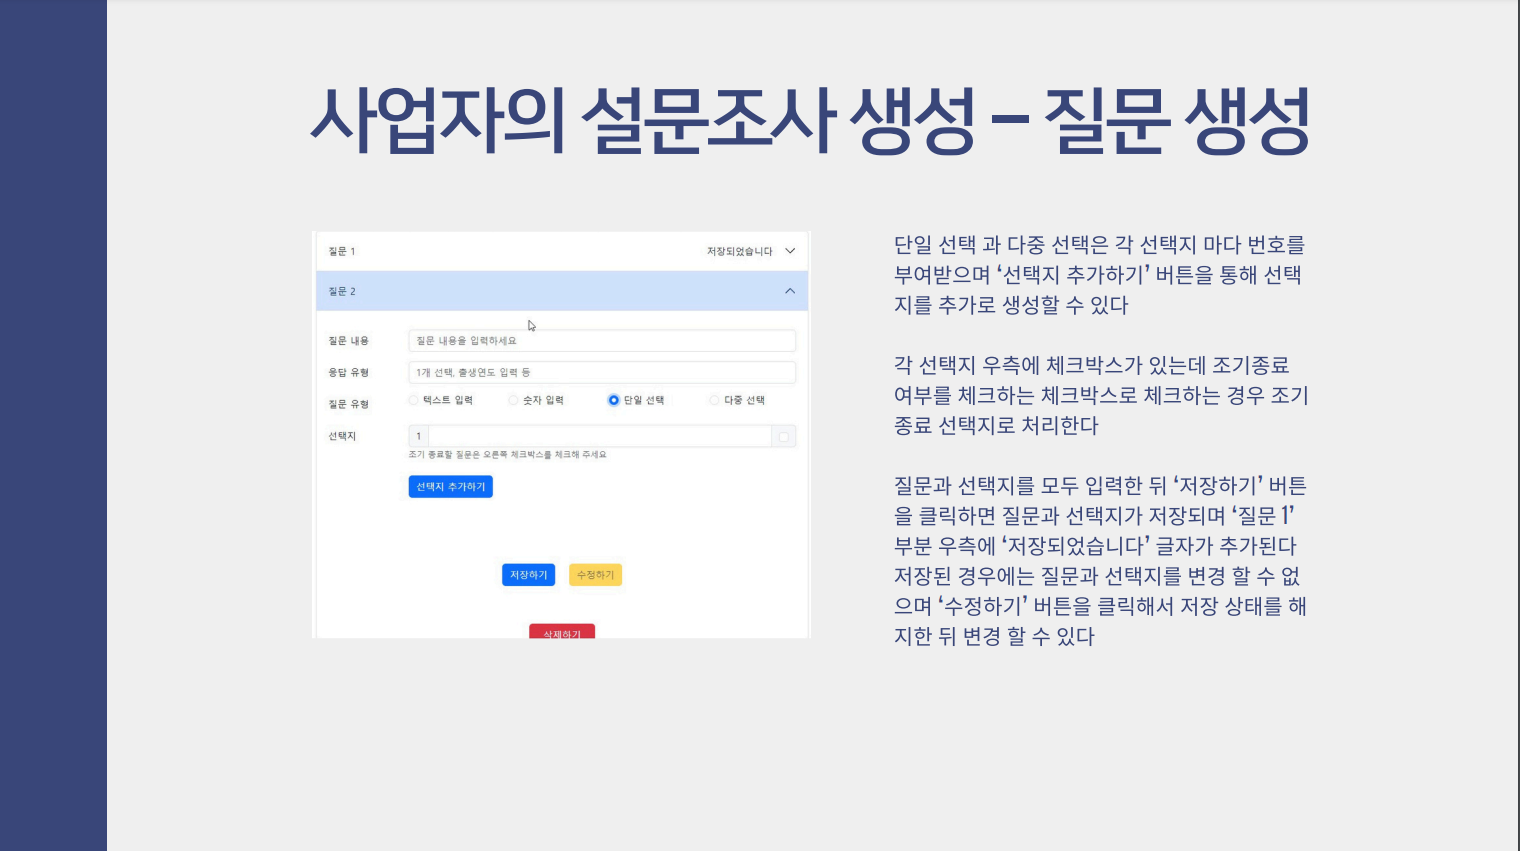 사업자의 설문조사 생성 – 질문 생성
질문 1 저장되었습니다
질문 2
질문 내용 질문 내용을 입력하세요
응답 유형 1개 선택, 출생연도 입력 등
질문 유형 텍스트 입력 숫자 입력 단일 선택 다중 선택
선택지 1
조기 종료할 질문은 오른쪽 체크박스를 체크해 주세요
선택지 추가하기
저장하기 수정하기
삭제하기
단일 선택 과 다중 선택은 각 선택지 마다 번호를
부여받으며 ‘선택지 추가하기’ 버튼을 통해 선택
지를 추가로 생성할 수 있다
각 선택지 우측에 체크박스가 있는데 조기종료
여부를 체크하는 체크박스로 체크하는 경우 조기
종료 선택지로 처리한다
질문과 선택지를 모두 입력한 뒤 ‘저장하기’ 버튼
을 클릭하면 질문과 선택지가 저장되며 ‘질문 1’
부분 우측에 ‘저장되었습니다’ 글자가 추가된다
저장된 경우에는 질문과 선택지를 변경 할 수 없
으며 ‘수정하기’ 버튼을 클릭해서 저장 상태를 해
지한 뒤 변경 할 수 있다